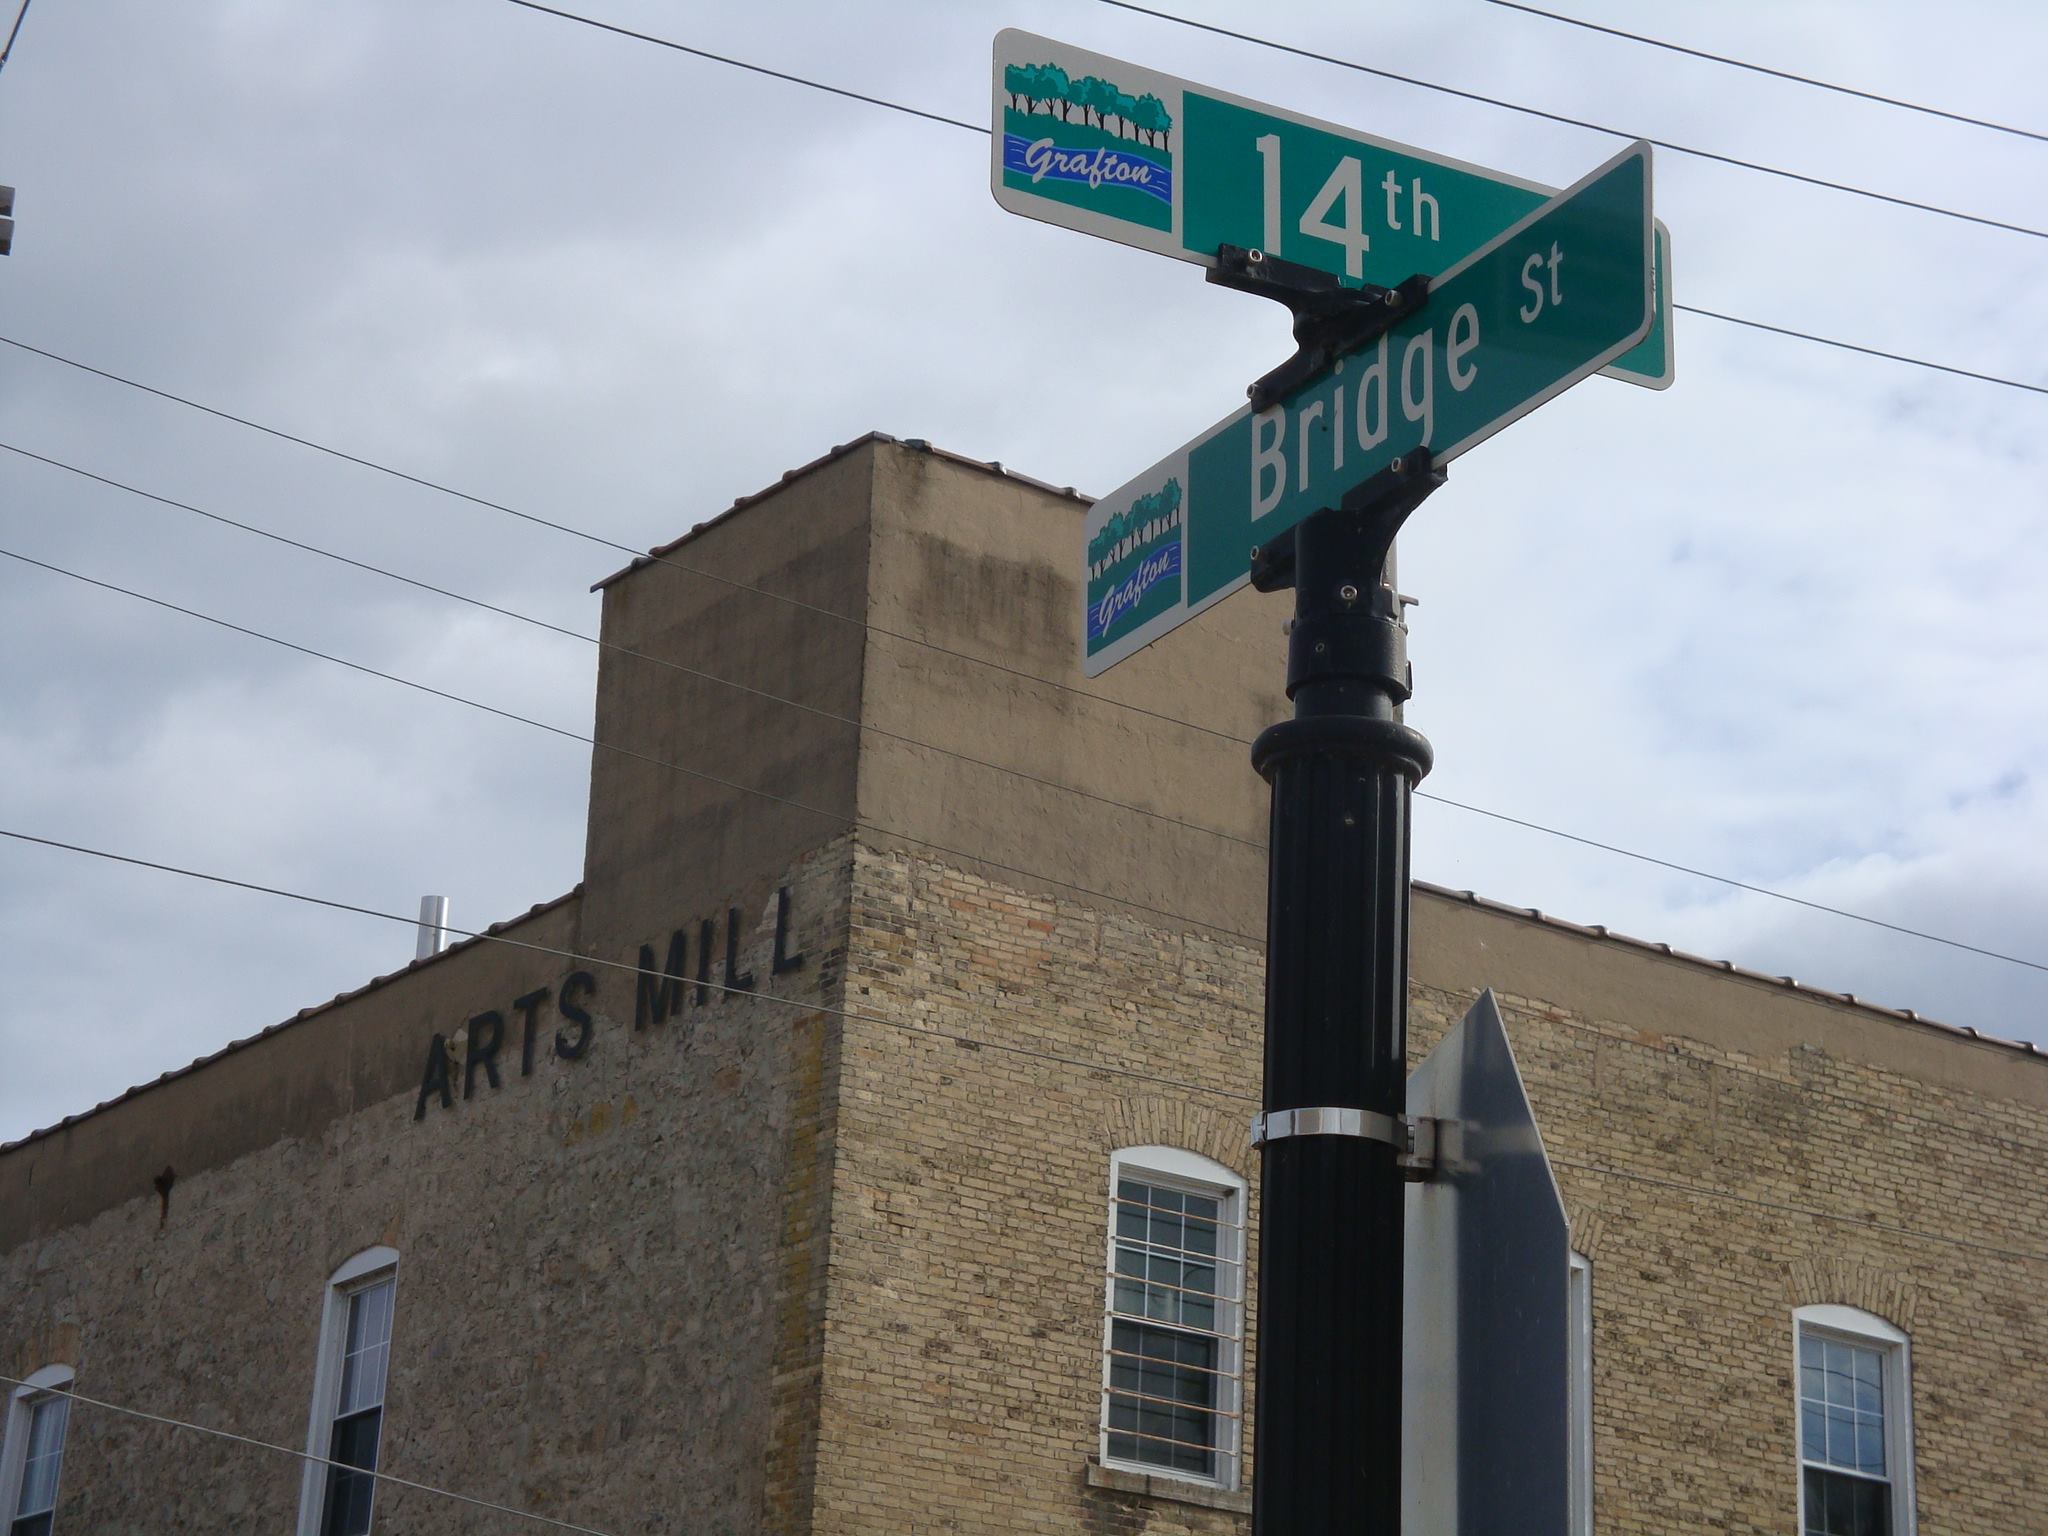 Grafton
14th
Bridge St
Grafton
ARTS MILL